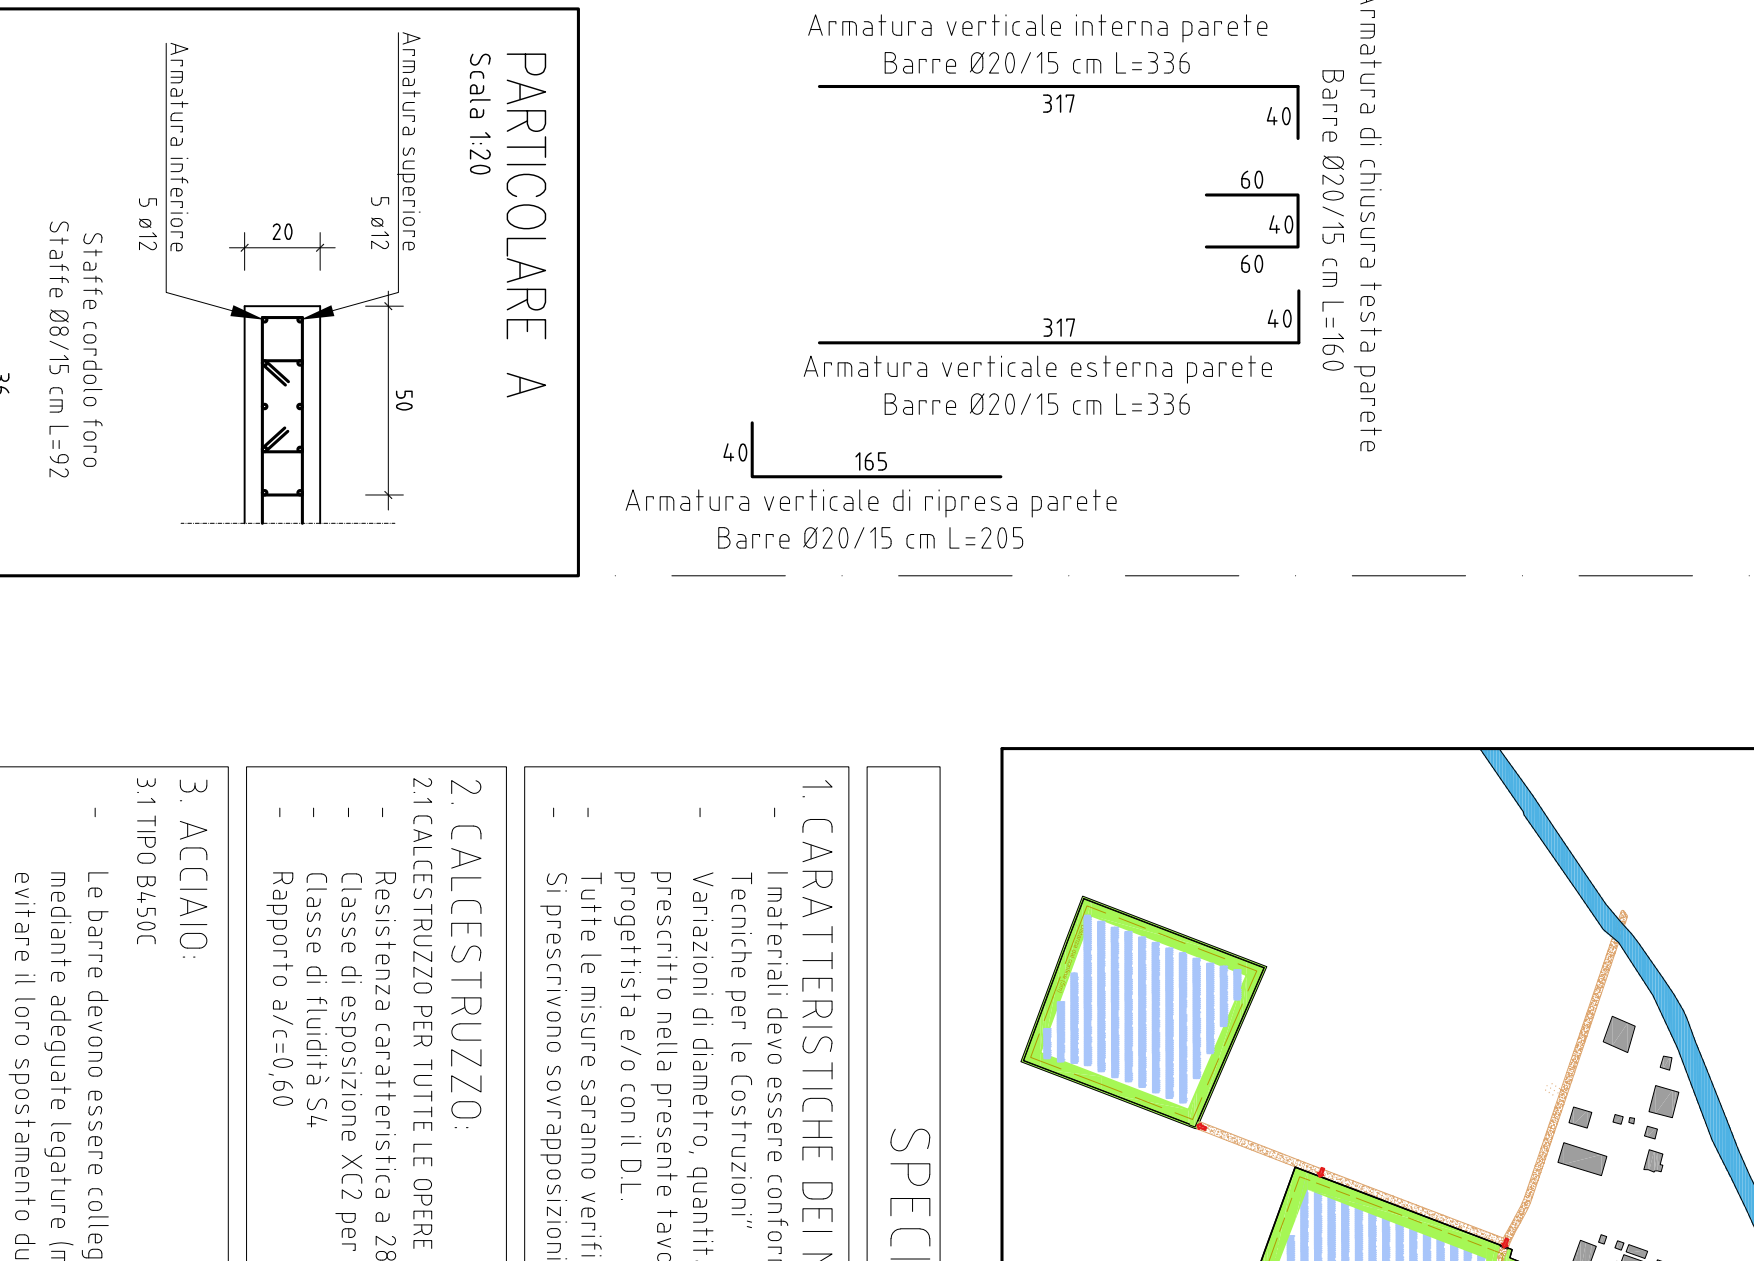 Armatura verticale interna parete
Barre Ø20/15 cm L=336
317
40
60
40
60
40
317
Armatura verticale esterna parete
Barre Ø20/15 cm L=336
40
165
Armatura verticale di ripresa parete
Barre Ø20/15 cm L=205
Armatura di chiusura testa parete
Barre Ø20/15 cm L=160
PARTICOLARE A
Scala 1:20
Armatura superiore
5 ø12
Armatura inferiore
5 ø12
20
50
Staffe cordolo foro
Staffe Ø8/15 cm L=92
36
SPECI
1. CARATTERISTICHE DEI
- I materiali devo essere confor
Tecniche per le Costruzioni"
- Variazioni di diametro, quantit
prescritto nella presente tavo
progettista e/o con il D.L.
- Tutte le misure saranno verifi
- Si prescrivono sovrapposizioni
2. CALCESTRUZZO:
2.1 CALCESTRUZZO PER TUTTE LE OPERE
- Resistenza caratteristica a 28
- Classe di esposizione XC2 per
- Classe di fluidità S4
- Rapporto a/c=0,60
3. ACCIAIO:
3.1 TIPO B450C
- Le barre devono essere colleg
mediante adeguate legature (
evitare il loro spostamento du